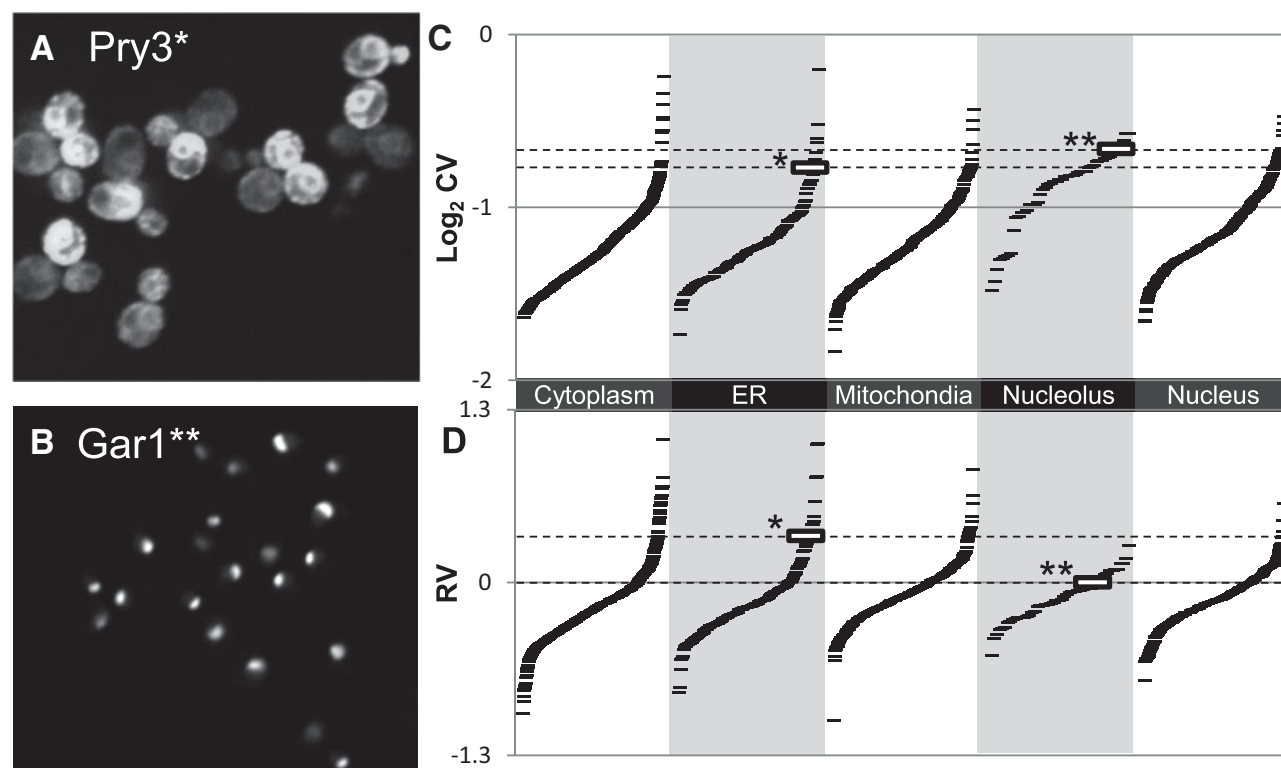 A Pry3*
B Gar1**
C
0
-1
-2
Log2 CV
*
**
Cytoplasm ER Mitochondia Nucleolus Nucleus
D
1.3
0
-1.3
RV
*
**